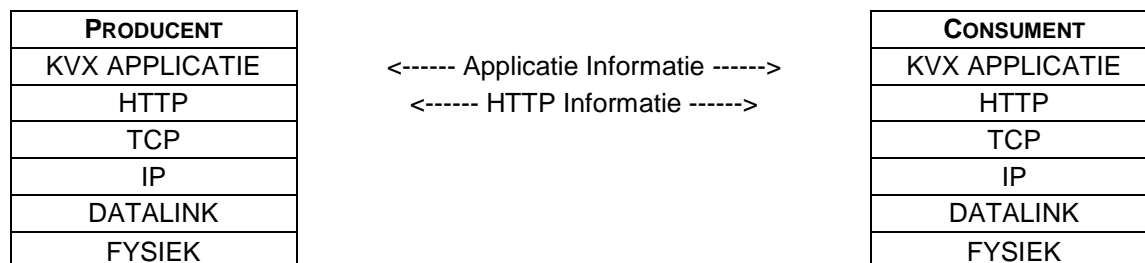 PRODUCENT CONSUMENT
KVX APPLICATIE <------ Applicatie Informatie ------> KVX APPLICATIE
HTTP <------ HTTP Informatie ------> HTTP
TCP TCP
IP IP
DATALINK DATALINK
FYSIEK FYSIEK